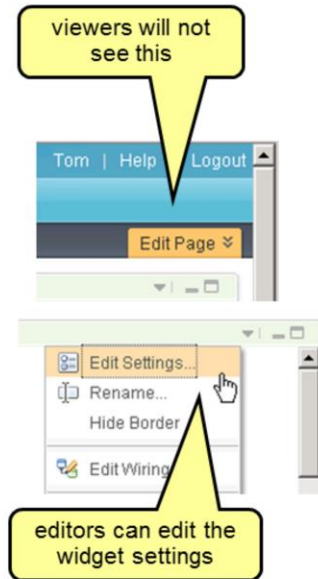 viewers will not
see this
Tom | Help | Logout
Edit Page
Edit Settings...
Rename...
Hide Border
Edit Wiring
editors can edit the
widget settings